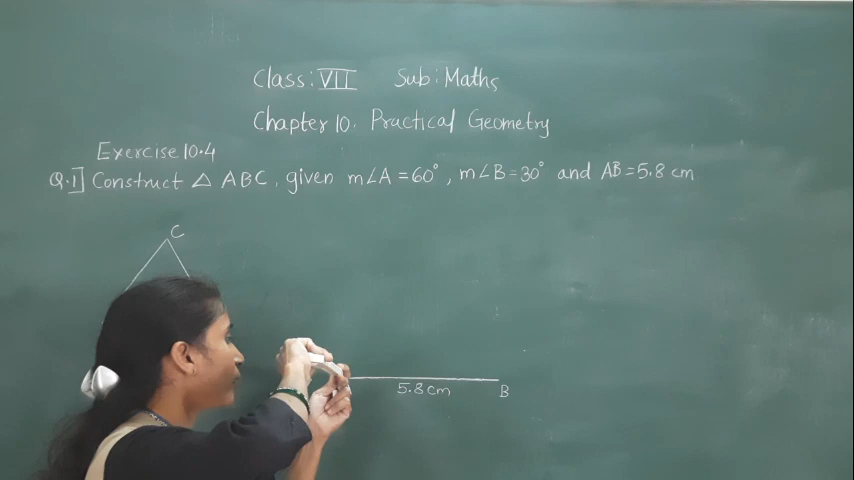 Class: VII Sub: Maths
Chapter 10. Practical Geometry
Exercise 10.4
Q.1] Construct △ ABC, given m∠A = 60°, m∠B = 30° and AB = 5.8 cm
C
5.8 cm
B